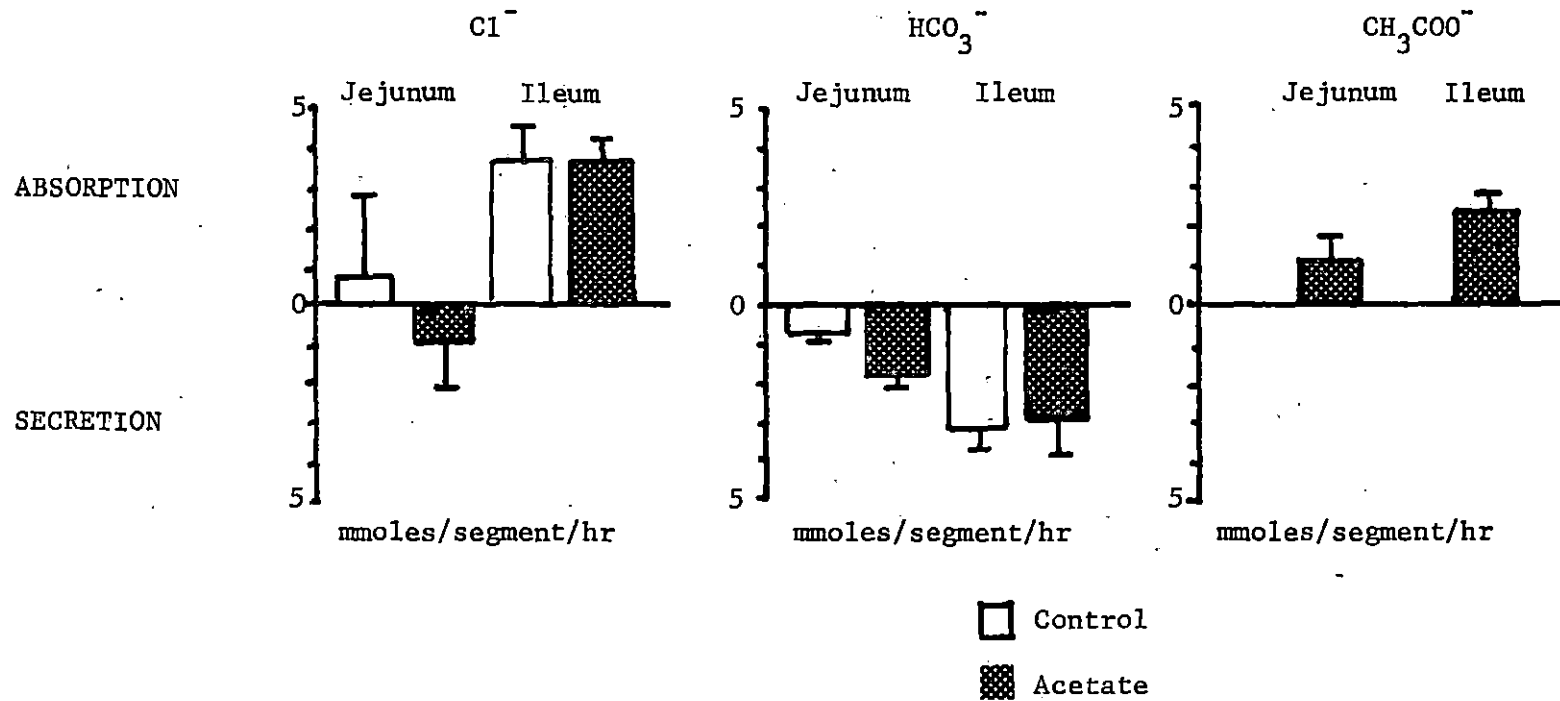 Cl⁻ HCO₃⁻ CH₃COO⁻
Jejunum Ileum Jejunum Ileum Jejunum Ileum
5 5 5
ABSORPTION
0 0 0
SECRETION
5 5 5
mmoles/segment/hr mmoles/segment/hr mmoles/segment/hr
Control
Acetate